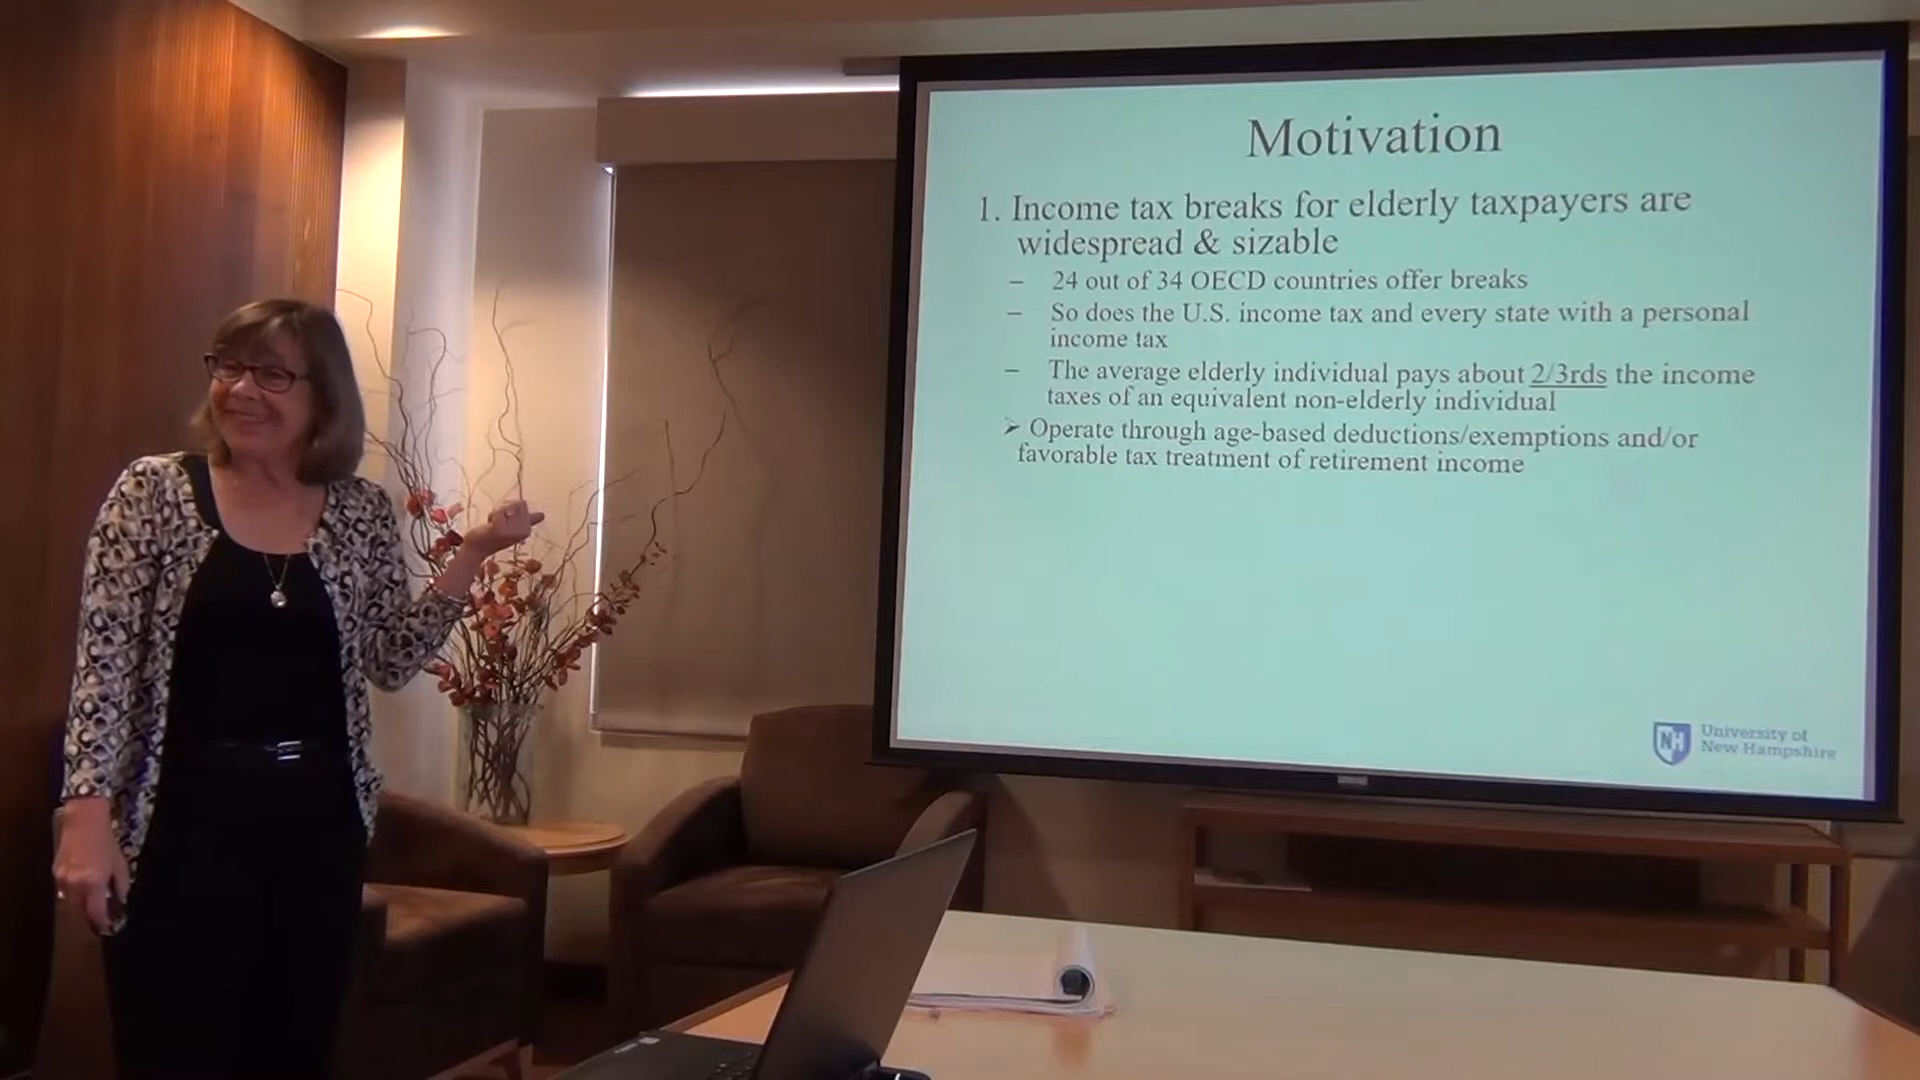 Motivation
1. Income tax breaks for elderly taxpayers are
widespread & sizable
– 24 out of 34 OECD countries offer breaks
– So does the U.S. income tax and every state with a personal
income tax
– The average elderly individual pays about 2/3rds the income
taxes of an equivalent non-elderly individual
➢ Operate through age-based deductions/exemptions and/or
favorable tax treatment of retirement income
NH
University of
New Hampshire